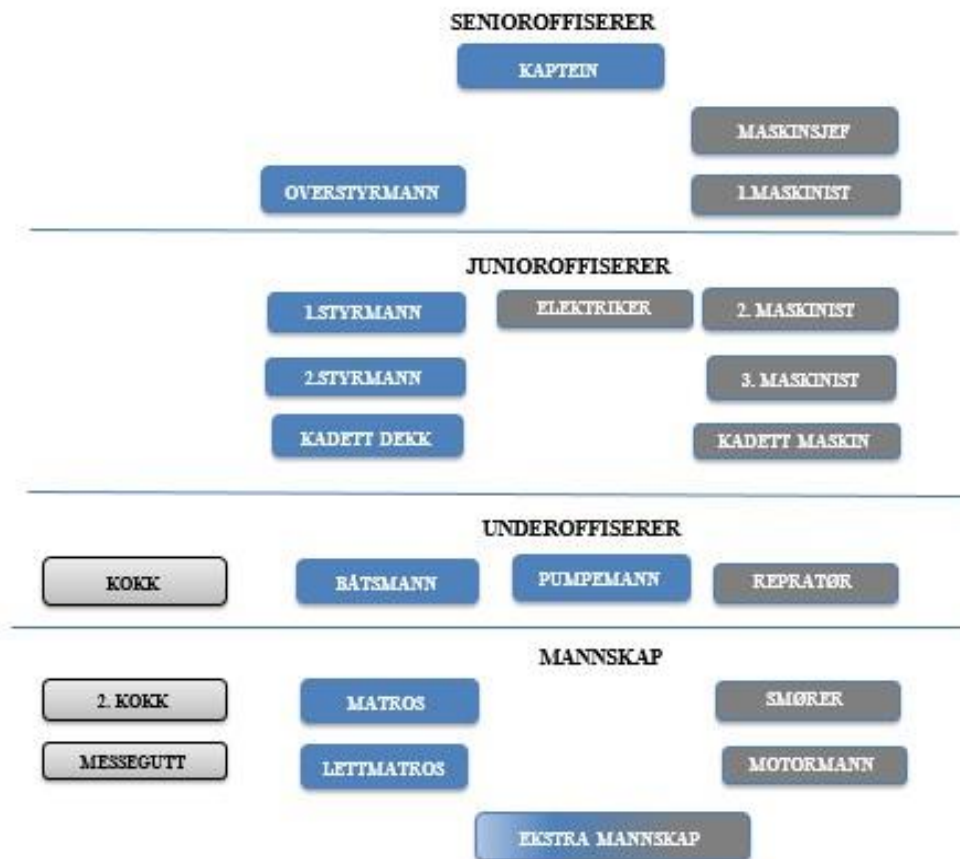 SENIOROFFISERER
KAPTEIN
MASKINSJEF
OVERSTYRMANN
1.MASKINIST
JUNIOROFFISERER
1.STYRMANN
ELEKTRIKER
2. MASKINIST
2.STYRMANN
3. MASKINIST
KADETT DEKK
KADETT MASKIN
UNDEROFFISERER
KOKK
BÅTSMANN
PUMPEMANN
REPRATØR
MANNSKAP
2. KOKK
MATROS
SMØRER
MESSEGUTT
LETTMATROS
MOTORMANN
EKSTRA MANNSKAP